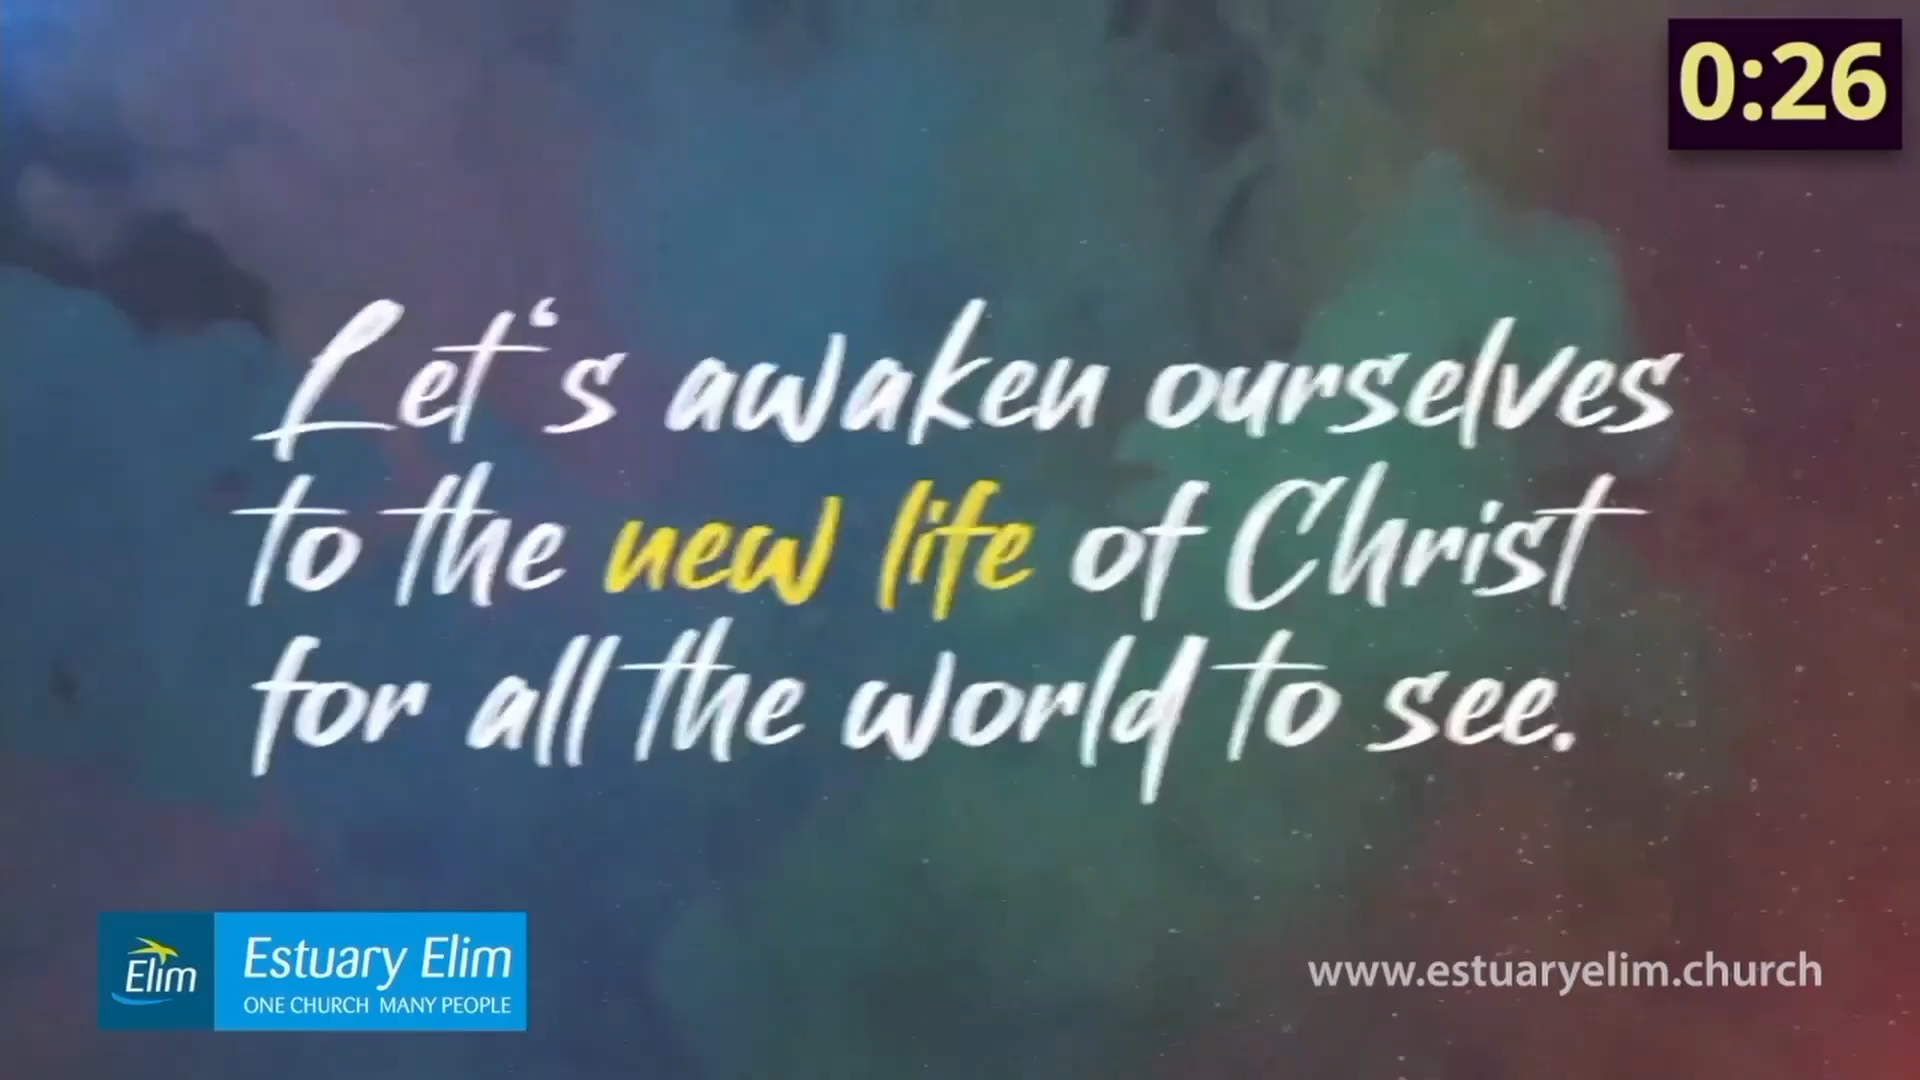 0:26
Let‘s awaken ourselves
to the new life of Christ
for all the world to see.
Elim
Estuary Elim
ONE CHURCH MANY PEOPLE
www.estuaryelim.church